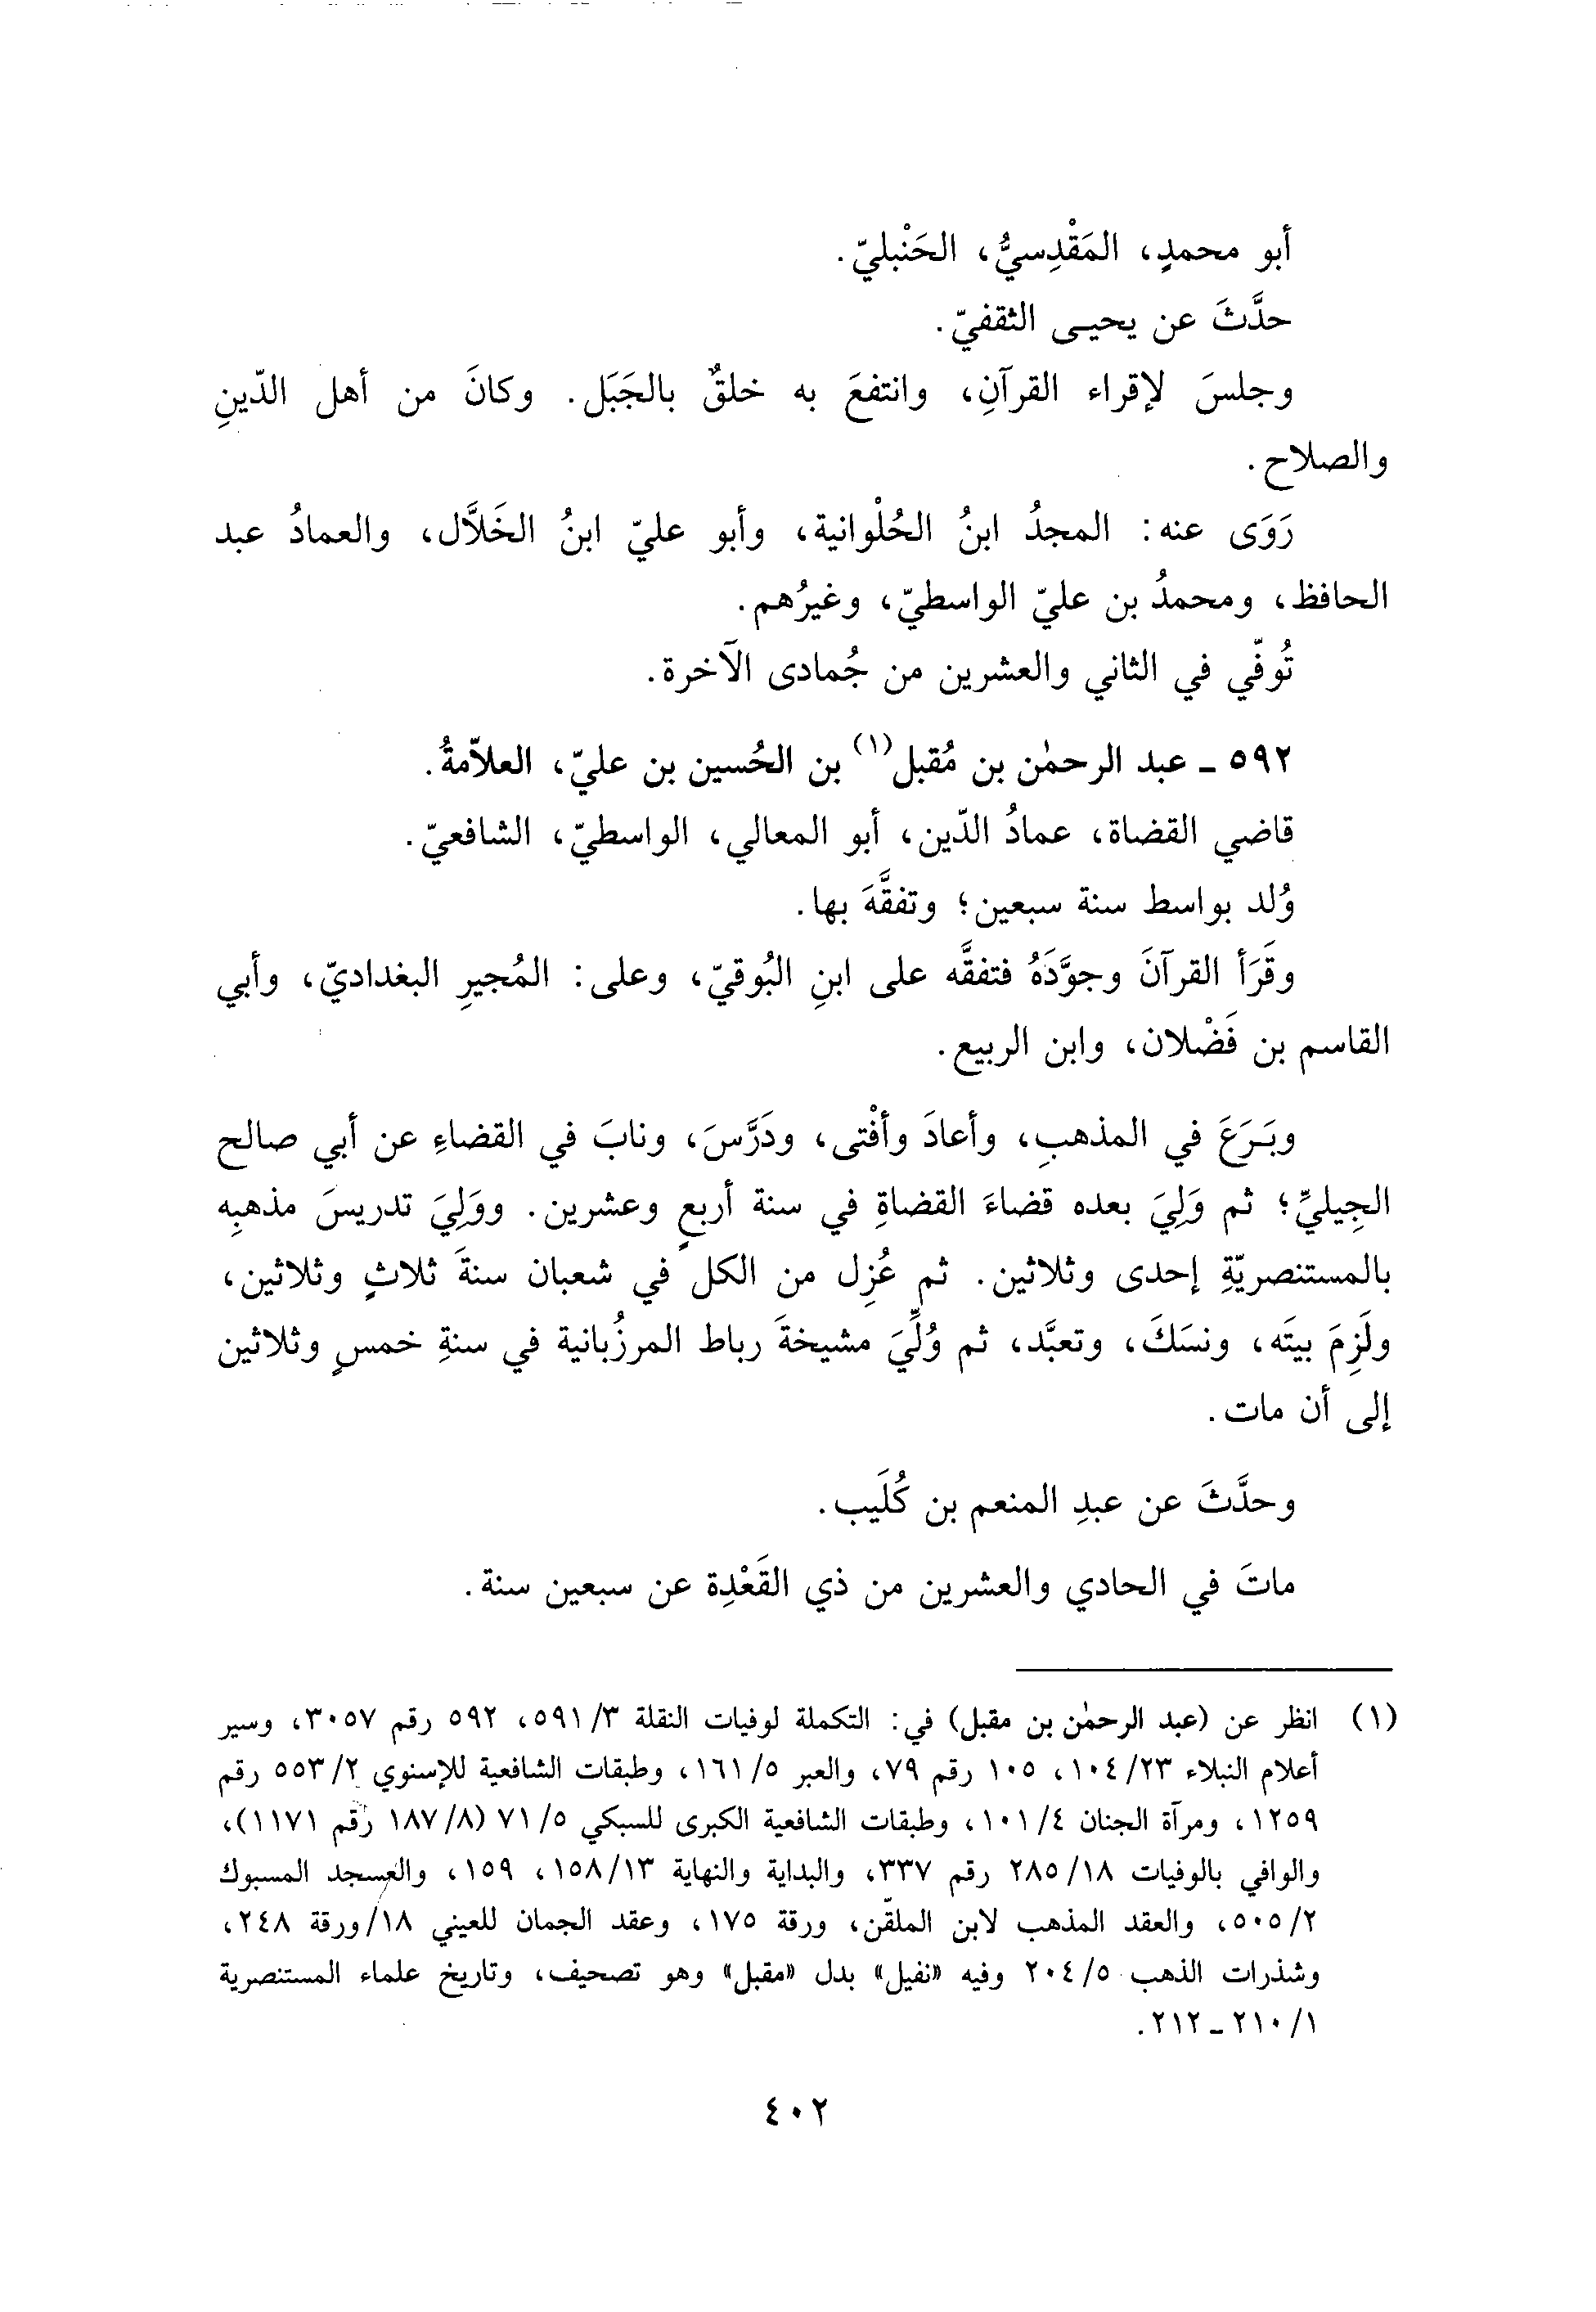 أبو محمدٍ، المَقْدِسيُّ، الحَنْبليّ.
حدَّثَ عن يحيـى الثقفيّ.
وجلسَ لإقراء القرآنِ، وانتفعَ به خلقٌ بالجَبَل. وكانَ من أهل الدّينِ
والصلاح.
رَوَى عنه: المجدُ ابنُ الحُلْوانية، وأبو عليّ ابنُ الخَلاَّل، والعمادُ عبد
الحافظ، ومحمدُ بن عليّ الواسطيّ، وغيرُهم.
تُوفّي في الثاني والعشرين من جُمادى الآخرة.
٥٩٢ ـ عبد الرحمٰن بن مُقبل(١) بن الحُسين بن عليّ، العلاّمةُ.
قاضي القضاة، عمادُ الدّين، أبو المعالي، الواسطيّ، الشافعيّ.
وُلد بواسط سنة سبعين؛ وتفقَّهَ بها.
وقَرَأ القرآنَ وجوَّدَهُ فتفقَّه على ابنِ البُوقيّ، وعلى: المُجيرِ البغداديّ، وأبي
القاسم بن فَضْلان، وابن الربيع.
وبَـرَعَ في المذهبِ، وأعادَ وأفْتى، ودَرَّسَ، ونابَ في القضاءِ عن أبي صالح
الجِيليِّ؛ ثم وَلِيَ بعده قضاءَ القضاةِ في سنة أربعٍ وعشرين. ووَلِيَ تدريسَ مذهبِه
بالمستنصريّةِ إحدى وثلاثين. ثم عُزِل من الكل في شعبان سنةَ ثلاثٍ وثلاثين،
ولَزِمَ بيتَه، ونسَكَ، وتعبَّد، ثم وُلِّيَ مشيخةَ رباط المرزُبانية في سنةِ خمسٍ وثلاثين
إلى أن مات.
وحدَّثَ عن عبدِ المنعم بن كُلَيب.
ماتَ في الحادي والعشرين من ذي القَعْدِة عن سبعين سنة.
(١) انظر عن (عبد الرحمٰن بن مقبل) في: التكملة لوفيات النقلة ٥٩١/٣، ٥٩٢ رقم ٣٠٥٧، وسير
أعلام النبلاء ١٠٤/٢٣، ١٠٥ رقم ٧٩، والعبر ١٦١/٥، وطبقات الشافعية للإسنوي ٥٥٣/٢ رقم
١٢٥٩، ومرآة الجنان ١٠١/٤، وطبقات الشافعية الكبرى للسبكي ٧١/٥ (١٨٧/٨ رقم ١١٧١)،
والوافي بالوفيات ٢٨٥/١٨ رقم ٣٣٧، والبداية والنهاية ١٥٨/١٣، ١٥٩، والعسجد المسبوك
٥٠٥/٢، والعقد المذهب لابن الملقّن، ورقة ١٧٥، وعقد الجمان للعيني ١٨/ورقة ٢٤٨،
وشذرات الذهب ٢٠٤/٥ وفيه «نفيل» بدل «مقبل» وهو تصحيف، وتاريخ علماء المستنصرية
٢١٠/١ ـ ٢١٢.
٤٠٢